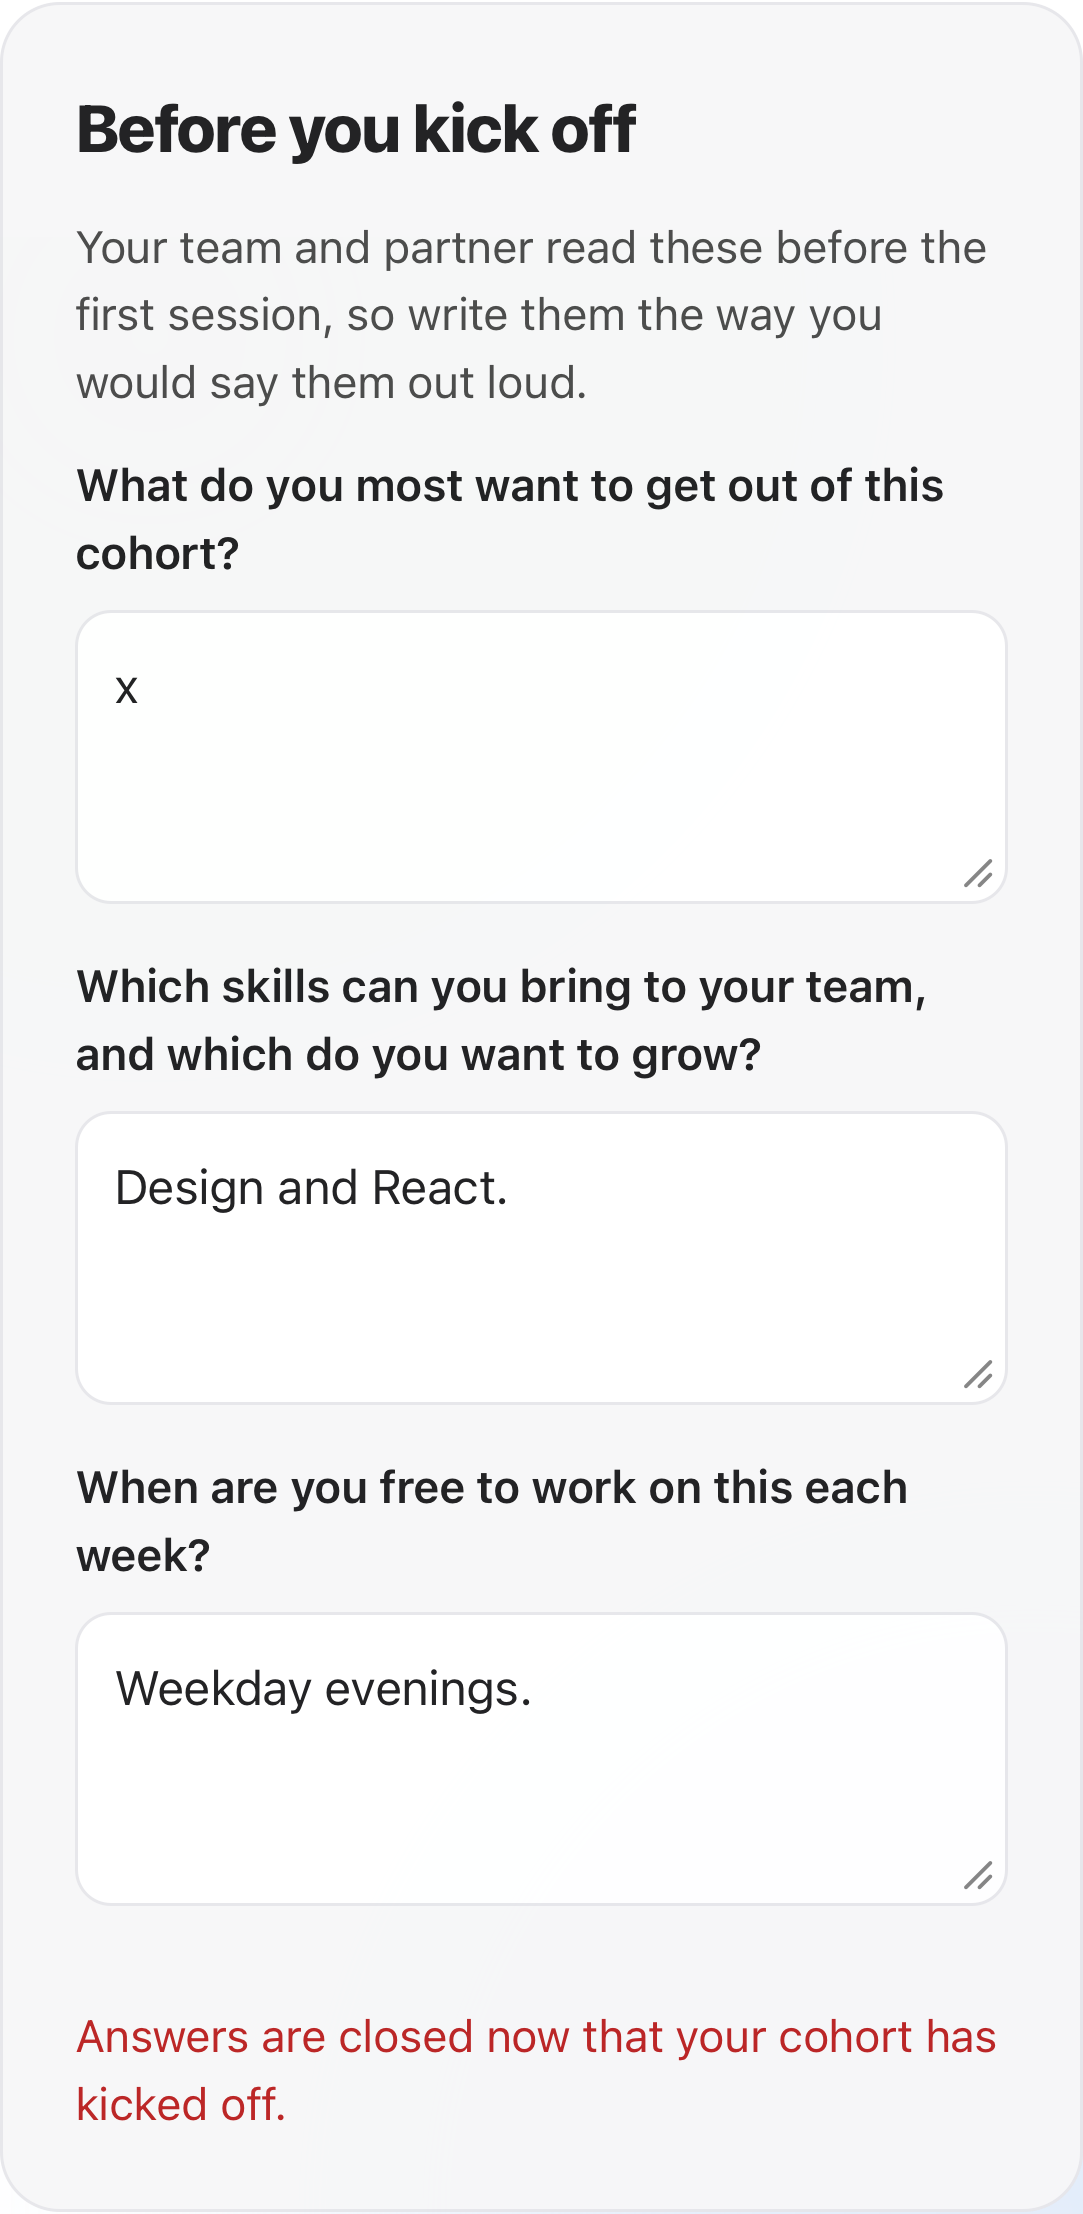 Before you kick off
Your team and partner read these before the
first session, so write them the way you
would say them out loud.
What do you most want to get out of this
cohort?
x
Which skills can you bring to your team,
and which do you want to grow?
Design and React.
When are you free to work on this each
week?
Weekday evenings.
Answers are closed now that your cohort has
kicked off.